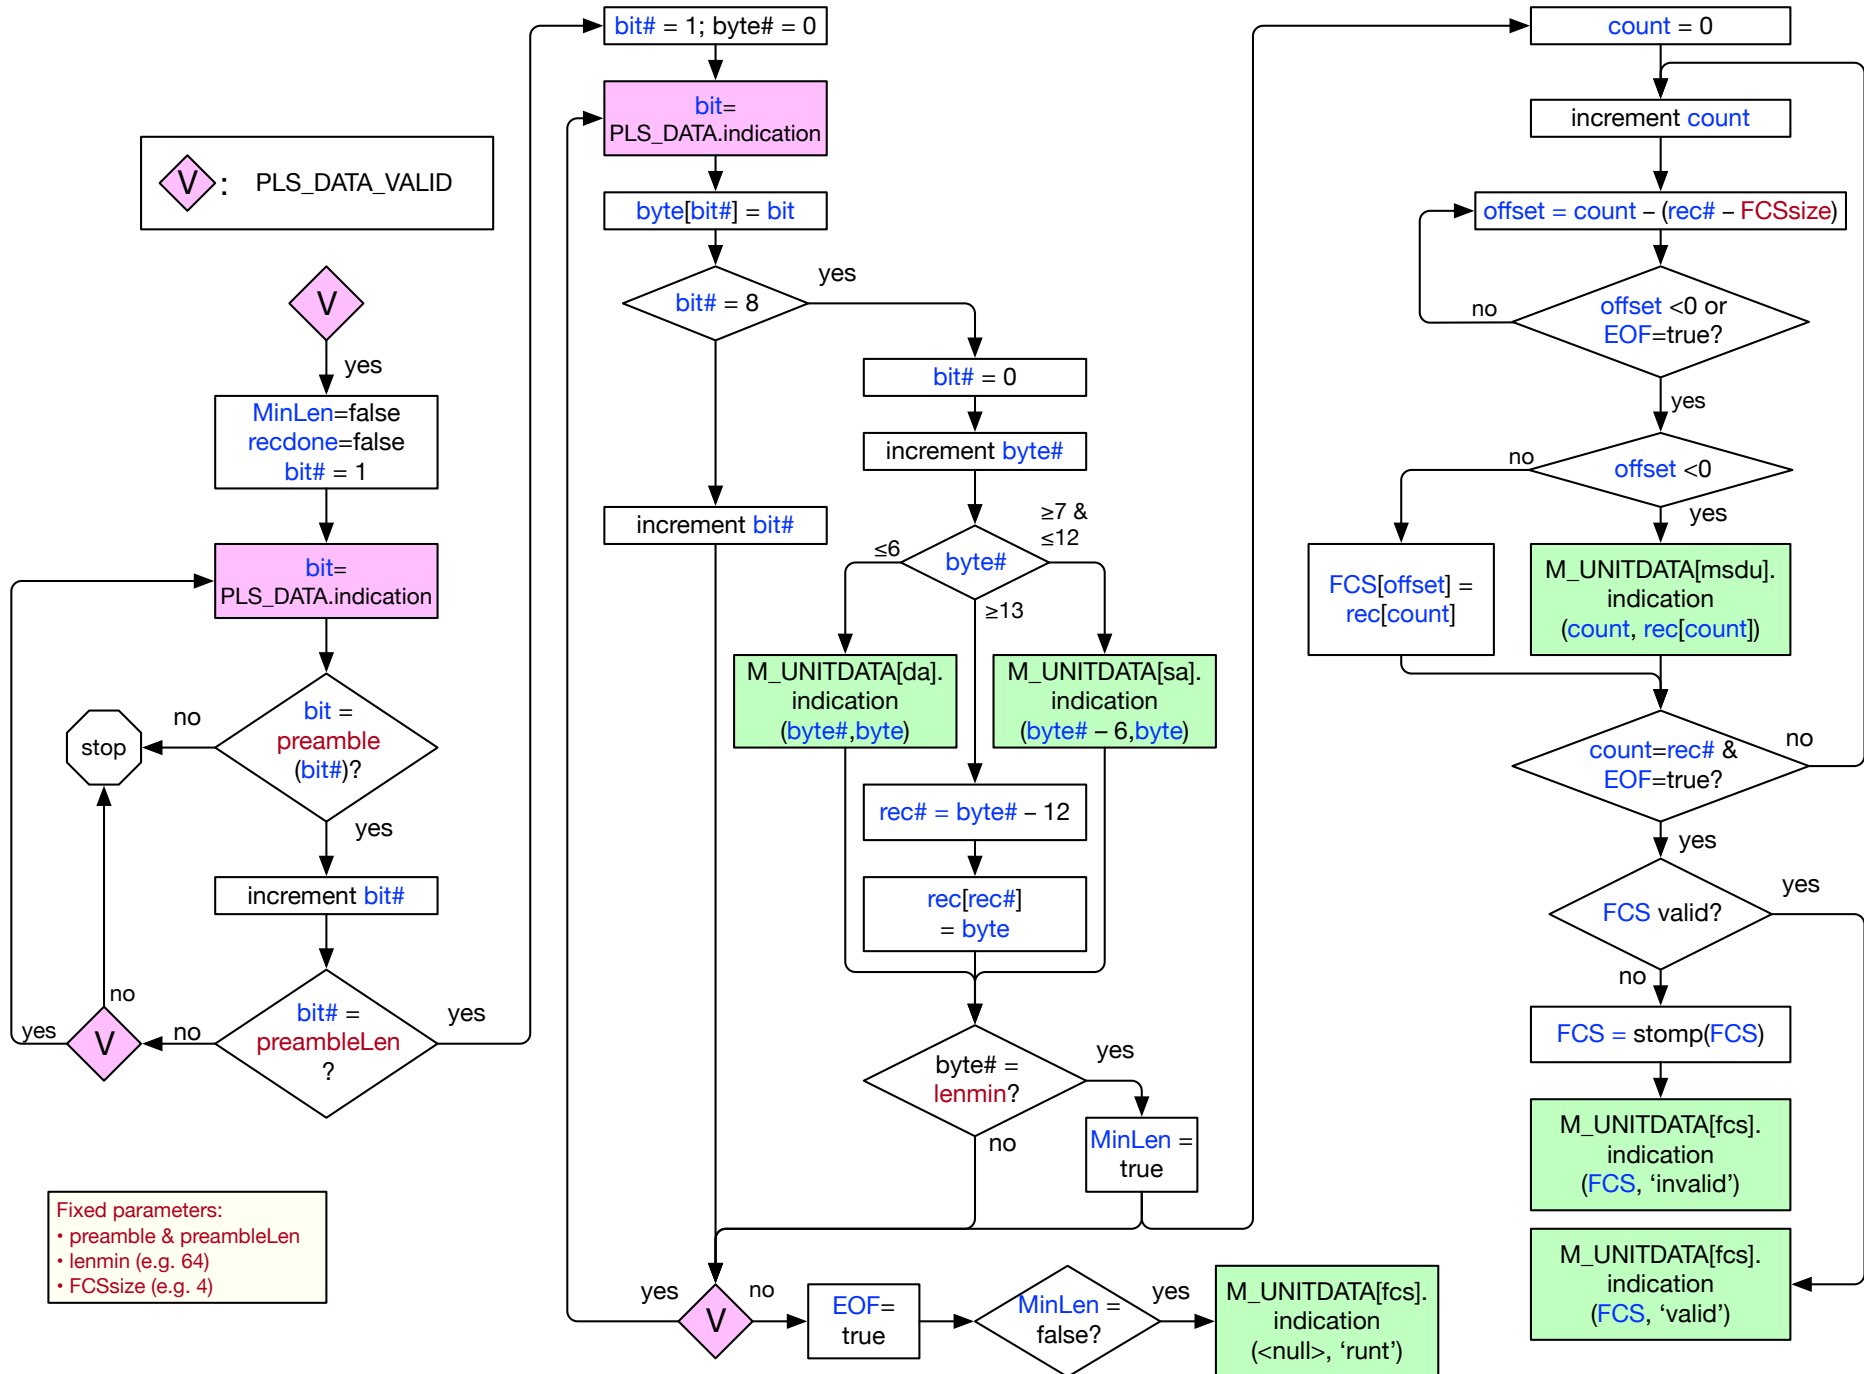 V : PLS_DATA_VALID
V
yes
MinLen=false
recdone=false
bit# = 1
bit=
PLS_DATA.indication
bit =
preamble
(bit#)?
no
stop
yes
increment bit#
bit# =
preambleLen
?
yes
no
V
no
yes
Fixed parameters:
• preamble & preambleLen
• lenmin (e.g. 64)
• FCSsize (e.g. 4)
bit# = 1; byte# = 0
bit=
PLS_DATA.indication
byte[bit#] = bit
bit# = 8
yes
increment bit#
bit# = 0
increment byte#
byte#
≤6
≥7 &
≤12
≥13
M_UNITDATA[da].
indication
(byte#,byte)
M_UNITDATA[sa].
indication
(byte# – 6,byte)
rec# = byte# – 12
rec[rec#]
= byte
byte# =
lenmin?
yes
no
MinLen =
true
V
yes
no
EOF=
true
MinLen =
false?
yes
M_UNITDATA[fcs].
indication
(<null>, ‘runt’)
count = 0
increment count
offset = count – (rec# – FCSsize)
offset <0 or
EOF=true?
no
yes
offset <0
no
yes
FCS[offset] =
rec[count]
M_UNITDATA[msdu].
indication
(count, rec[count])
count=rec# &
EOF=true?
no
yes
FCS valid?
yes
no
FCS = stomp(FCS)
M_UNITDATA[fcs].
indication
(FCS, ‘invalid’)
M_UNITDATA[fcs].
indication
(FCS, ‘valid’)